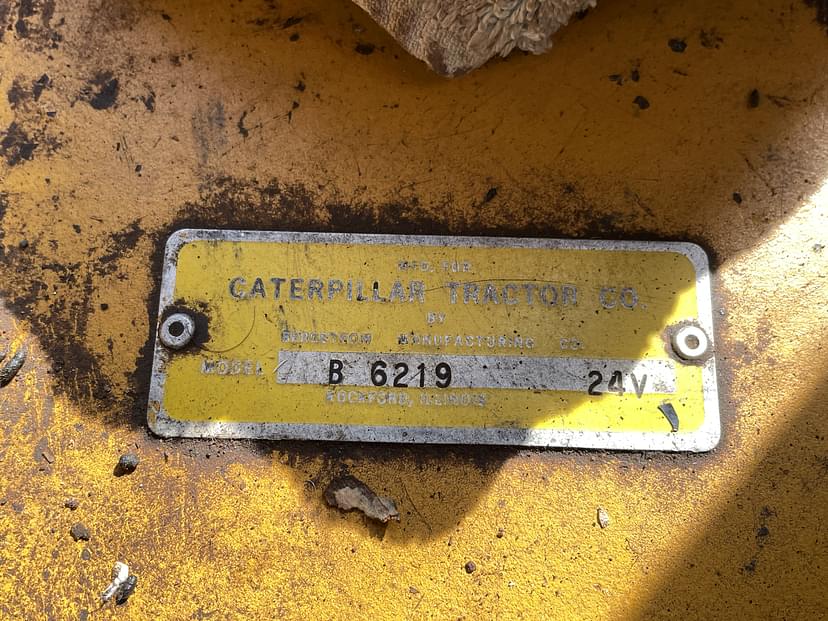 MFD. FOR
CATERPILLAR TRACTOR CO.
BY
BERGSTROM MANUFACTURING CO.
MODEL B 6219 24V
ROCKFORD, ILLINOIS